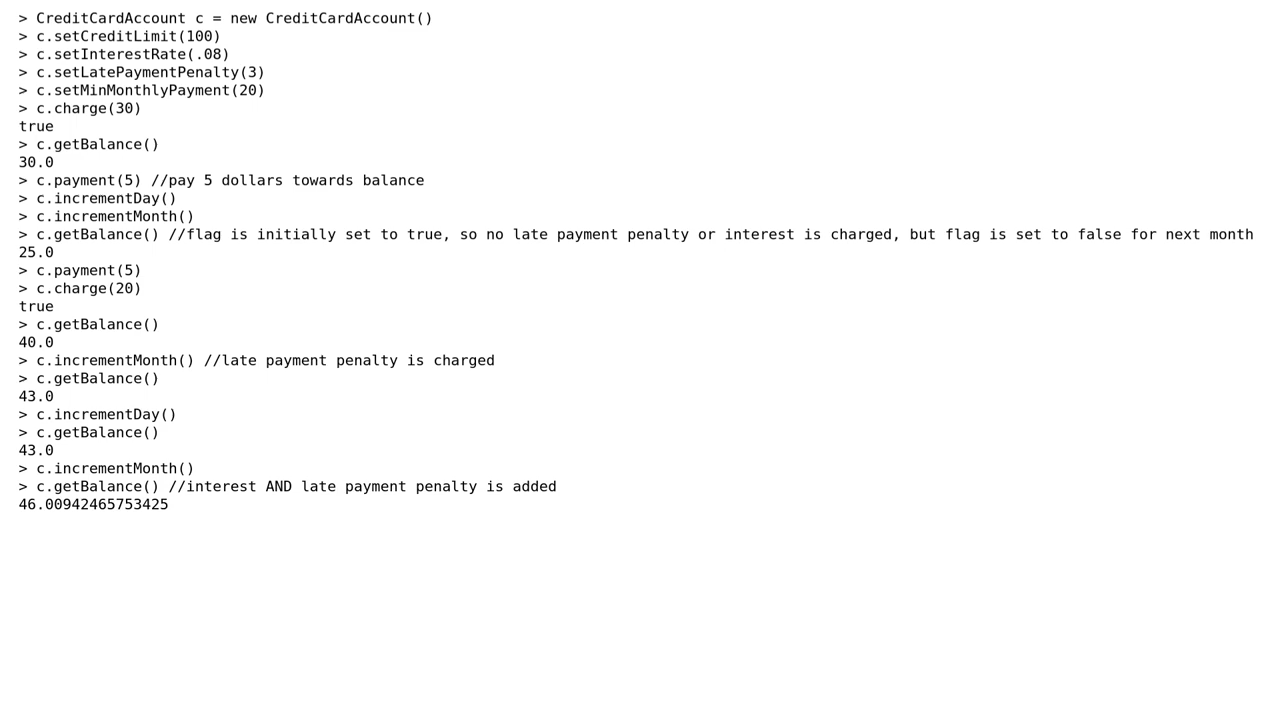 > CreditCardAccount c = new CreditCardAccount()
> c.setCreditLimit(100)
> c.setInterestRate(.08)
> c.setLatePaymentPenalty(3)
> c.setMinMonthlyPayment(20)
> c.charge(30)
true
> c.getBalance()
30.0
> c.payment(5) //pay 5 dollars towards balance
> c.incrementDay()
> c.incrementMonth()
> c.getBalance() //flag is initially set to true, so no late payment penalty or interest is charged, but flag is set to false for next month
25.0
> c.payment(5)
> c.charge(20)
true
> c.getBalance()
40.0
> c.incrementMonth() //late payment penalty is charged
> c.getBalance()
43.0
> c.incrementDay()
> c.getBalance()
43.0
> c.incrementMonth()
> c.getBalance() //interest AND late payment penalty is added
46.00942465753425